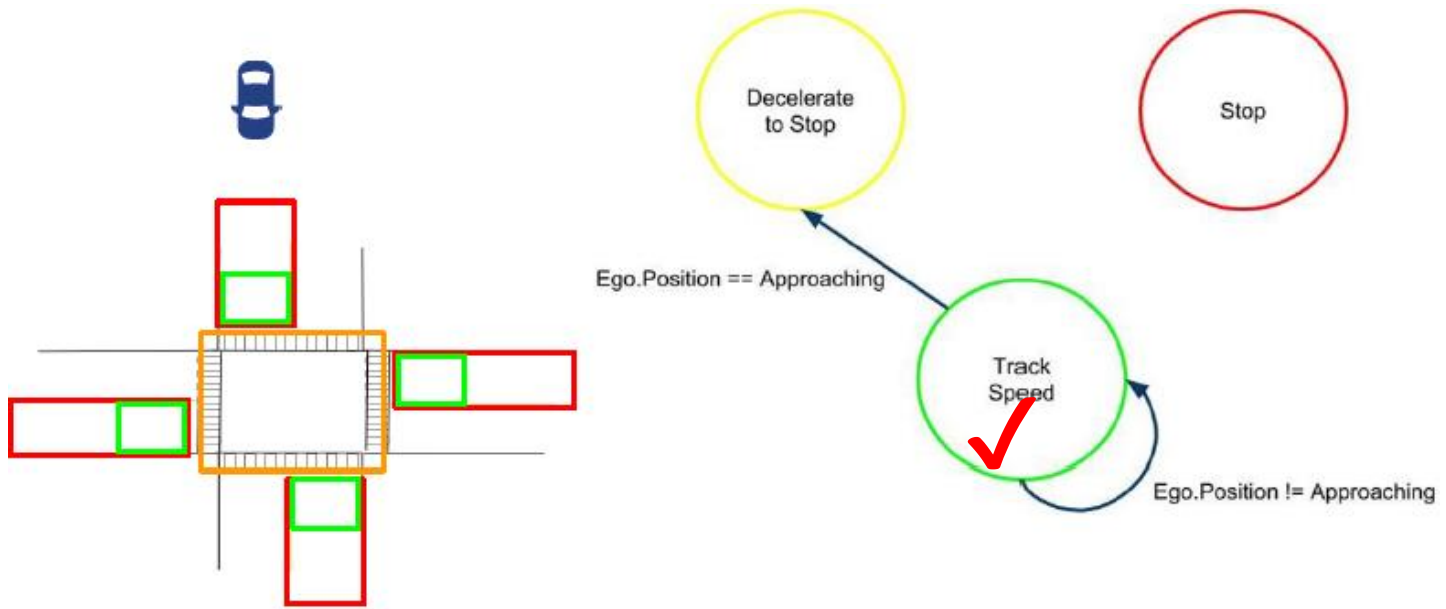 Decelerate
to Stop
Stop
Ego.Position == Approaching
Track
Speed
Ego.Position != Approaching